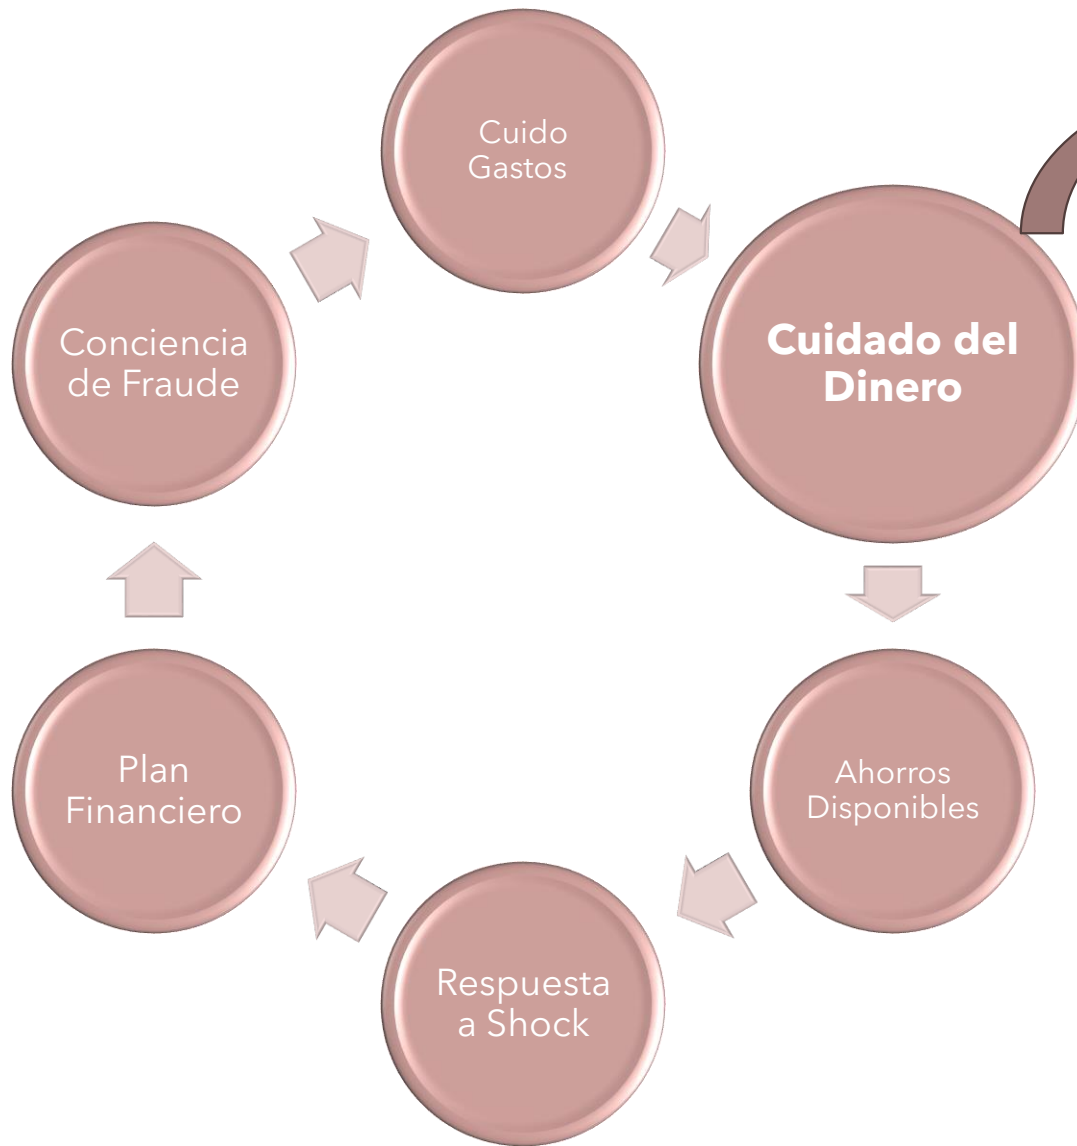 Cuido
Gastos
Cuidado del
Dinero
Ahorros
Disponibles
Respuesta
a Shock
Plan
Financiero
Conciencia
de Fraude